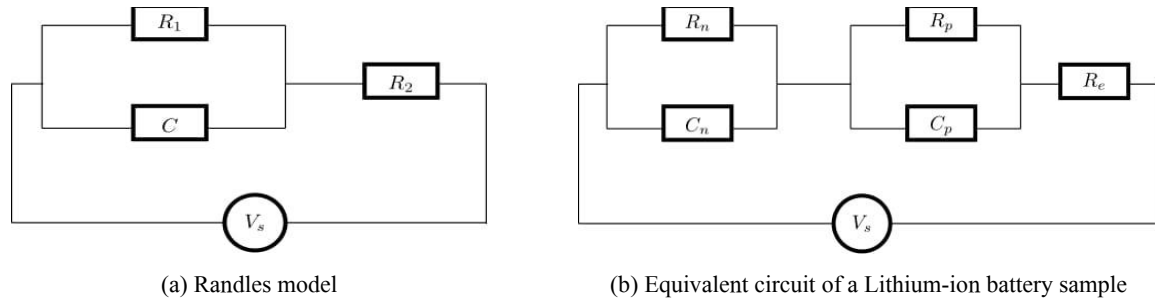 R₁
R₂
C
Vₛ
(a) Randles model
Rₙ
Rₚ
Rₑ
Cₙ
Cₚ
Vₛ
(b) Equivalent circuit of a Lithium-ion battery sample